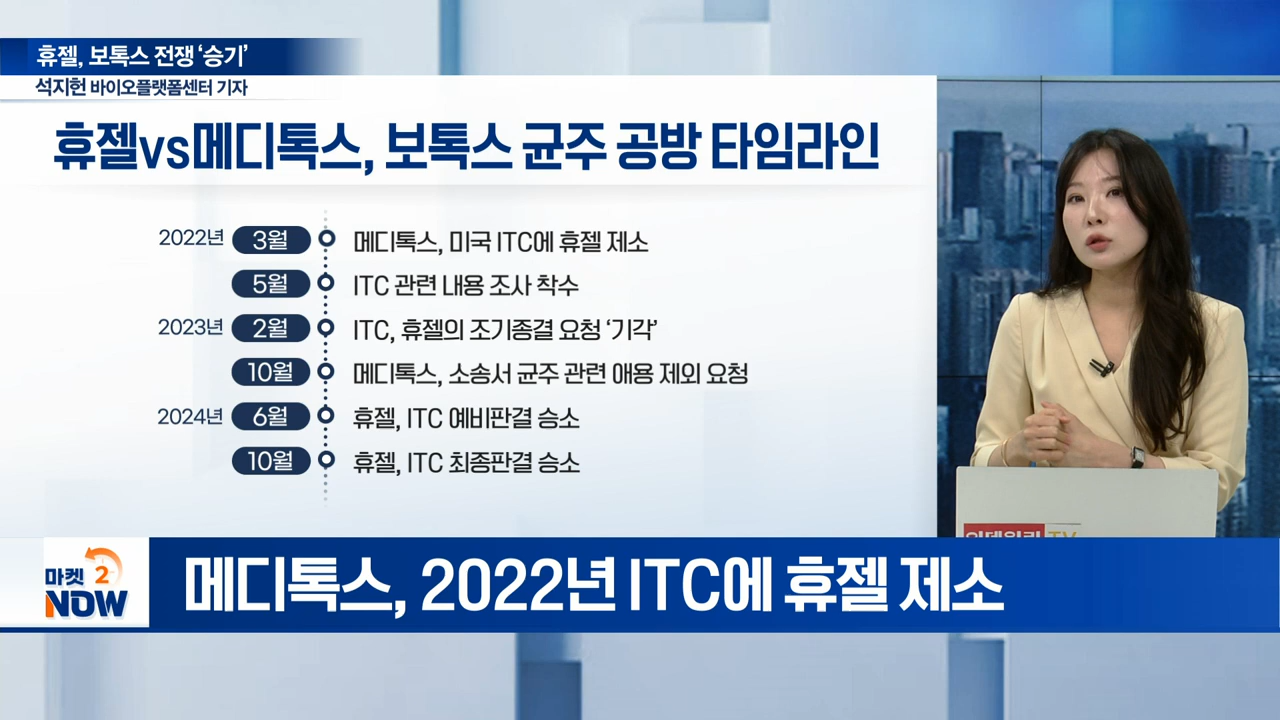 휴젤, 보톡스 전쟁 ‘승기’
석지헌 바이오플랫폼센터 기자
휴젤vs메디톡스, 보톡스 균주 공방 타임라인
2022년 3월 메디톡스, 미국 ITC에 휴젤 제소
5월 ITC 관련 내용 조사 착수
2023년 2월 ITC, 휴젤의 조기종결 요청 ‘기각’
10월 메디톡스, 소송서 균주 관련 애용 제외 요청
2024년 6월 휴젤, ITC 예비판결 승소
10월 휴젤, ITC 최종판결 승소
마켓 2
NOW
메디톡스, 2022년 ITC에 휴젤 제소